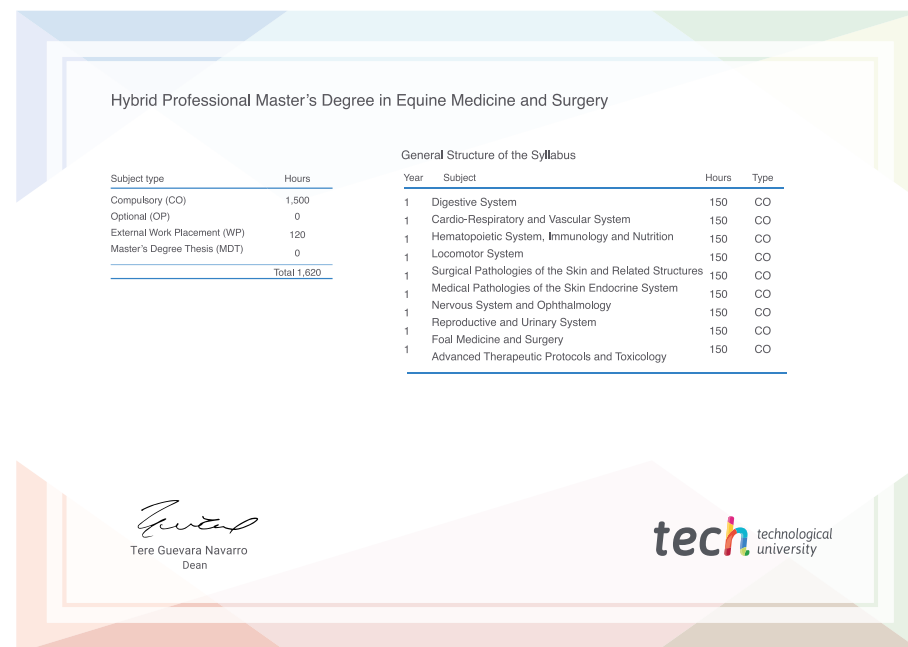 Hybrid Professional Master's Degree in Equine Medicine and Surgery
Subject type Hours
Compulsory (CO) 1,500
Optional (OP) 0
External Work Placement (WP) 120
Master's Degree Thesis (MDT) 0
Total 1,620
General Structure of the Syllabus
Year Subject Hours Type
1 Digestive System 150 CO
1 Cardio-Respiratory and Vascular System 150 CO
1 Hematopoietic System, Immunology and Nutrition 150 CO
1 Locomotor System 150 CO
1 Surgical Pathologies of the Skin and Related Structures 150 CO
1 Medical Pathologies of the Skin Endocrine System 150 CO
1 Nervous System and Ophthalmology 150 CO
1 Reproductive and Urinary System 150 CO
1 Foal Medicine and Surgery 150 CO
Advanced Therapeutic Protocols and Toxicology
Tere Guevara Navarro
Dean
tech technological
university